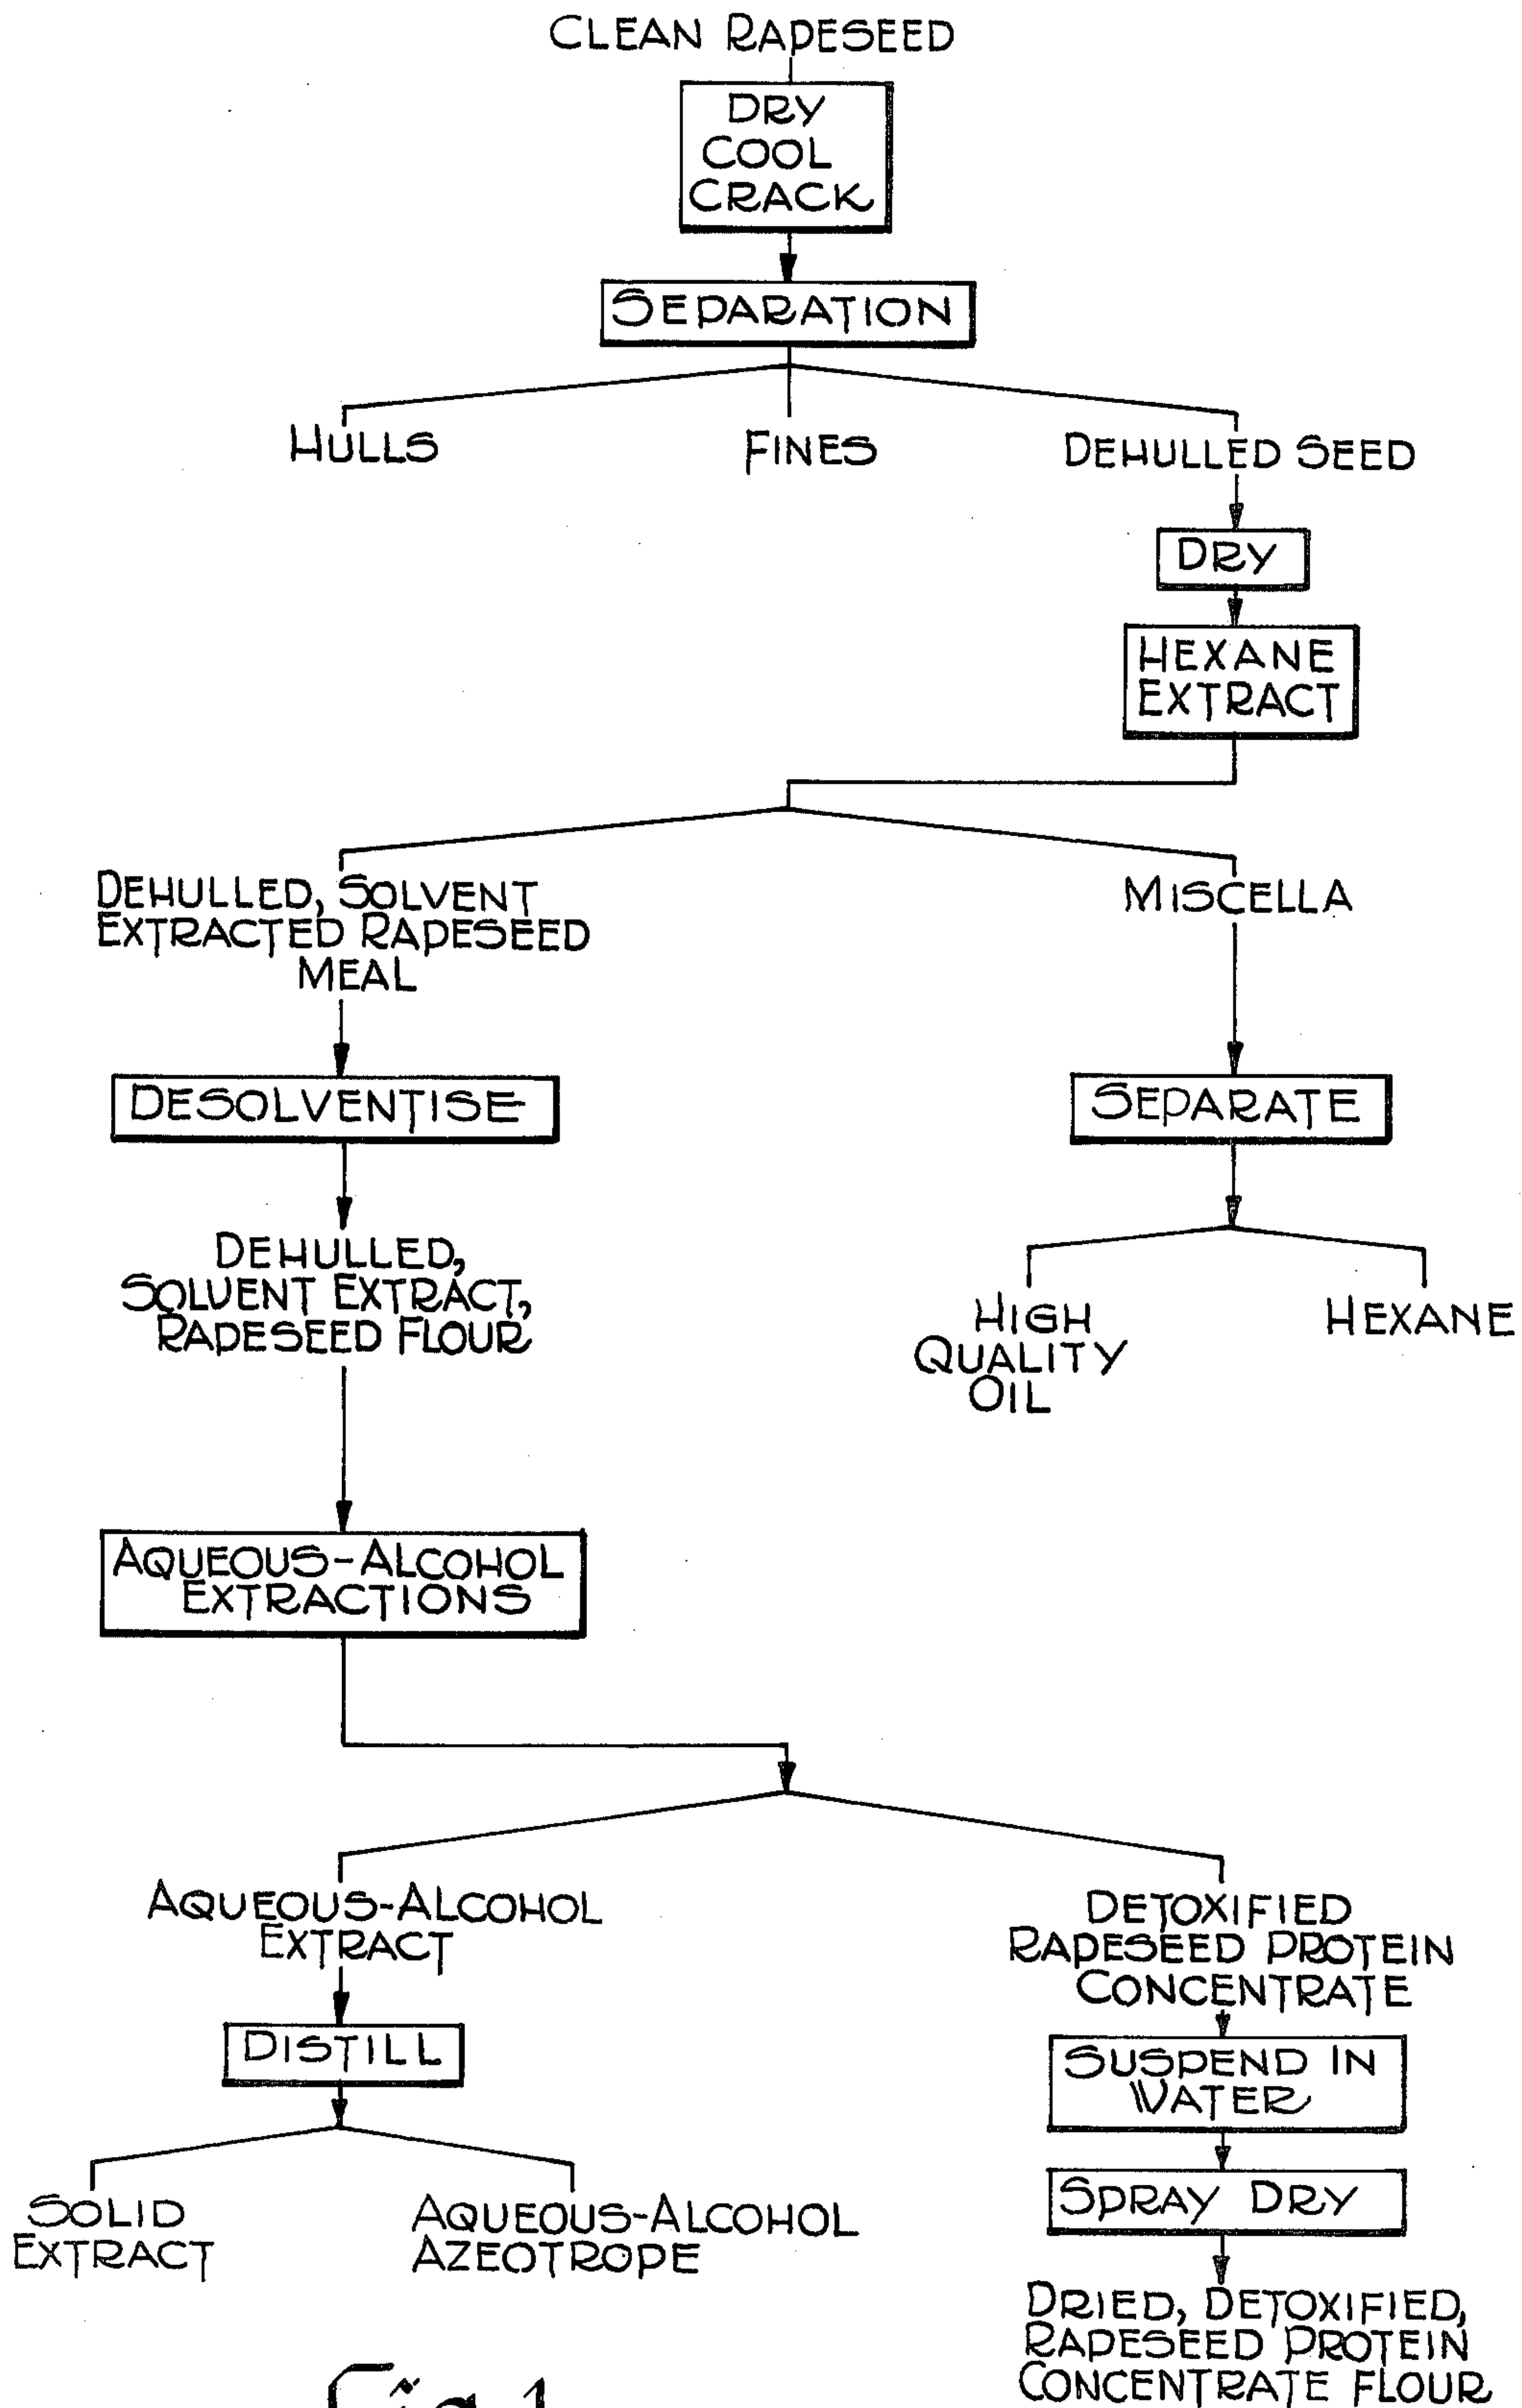 CLEAN RAPESEED
DRY
COOL
CRACK
SEPARATION
HULLS
FINES
DEHULLED SEED
DRY
HEXANE
EXTRACT
DEHULLED, SOLVENT
EXTRACTED RAPESEED
MEAL
MISCELLA
DESOLVENTISE
SEPARATE
DEHULLED,
SOLVENT EXTRACT,
RAPESEED FLOUR
HIGH
QUALITY
OIL
HEXANE
AQUEOUS-ALCOHOL
EXTRACTIONS
AQUEOUS-ALCOHOL
EXTRACT
DETOXIFIED
RAPESEED PROTEIN
CONCENTRATE
DISTILL
SUSPEND IN
WATER
SOLID
EXTRACT
AQUEOUS-ALCOHOL
AZEOTROPE
SPRAY DRY
DRIED, DETOXIFIED,
RAPESEED PROTEIN
CONCENTRATE FLOUR
Fig. 1